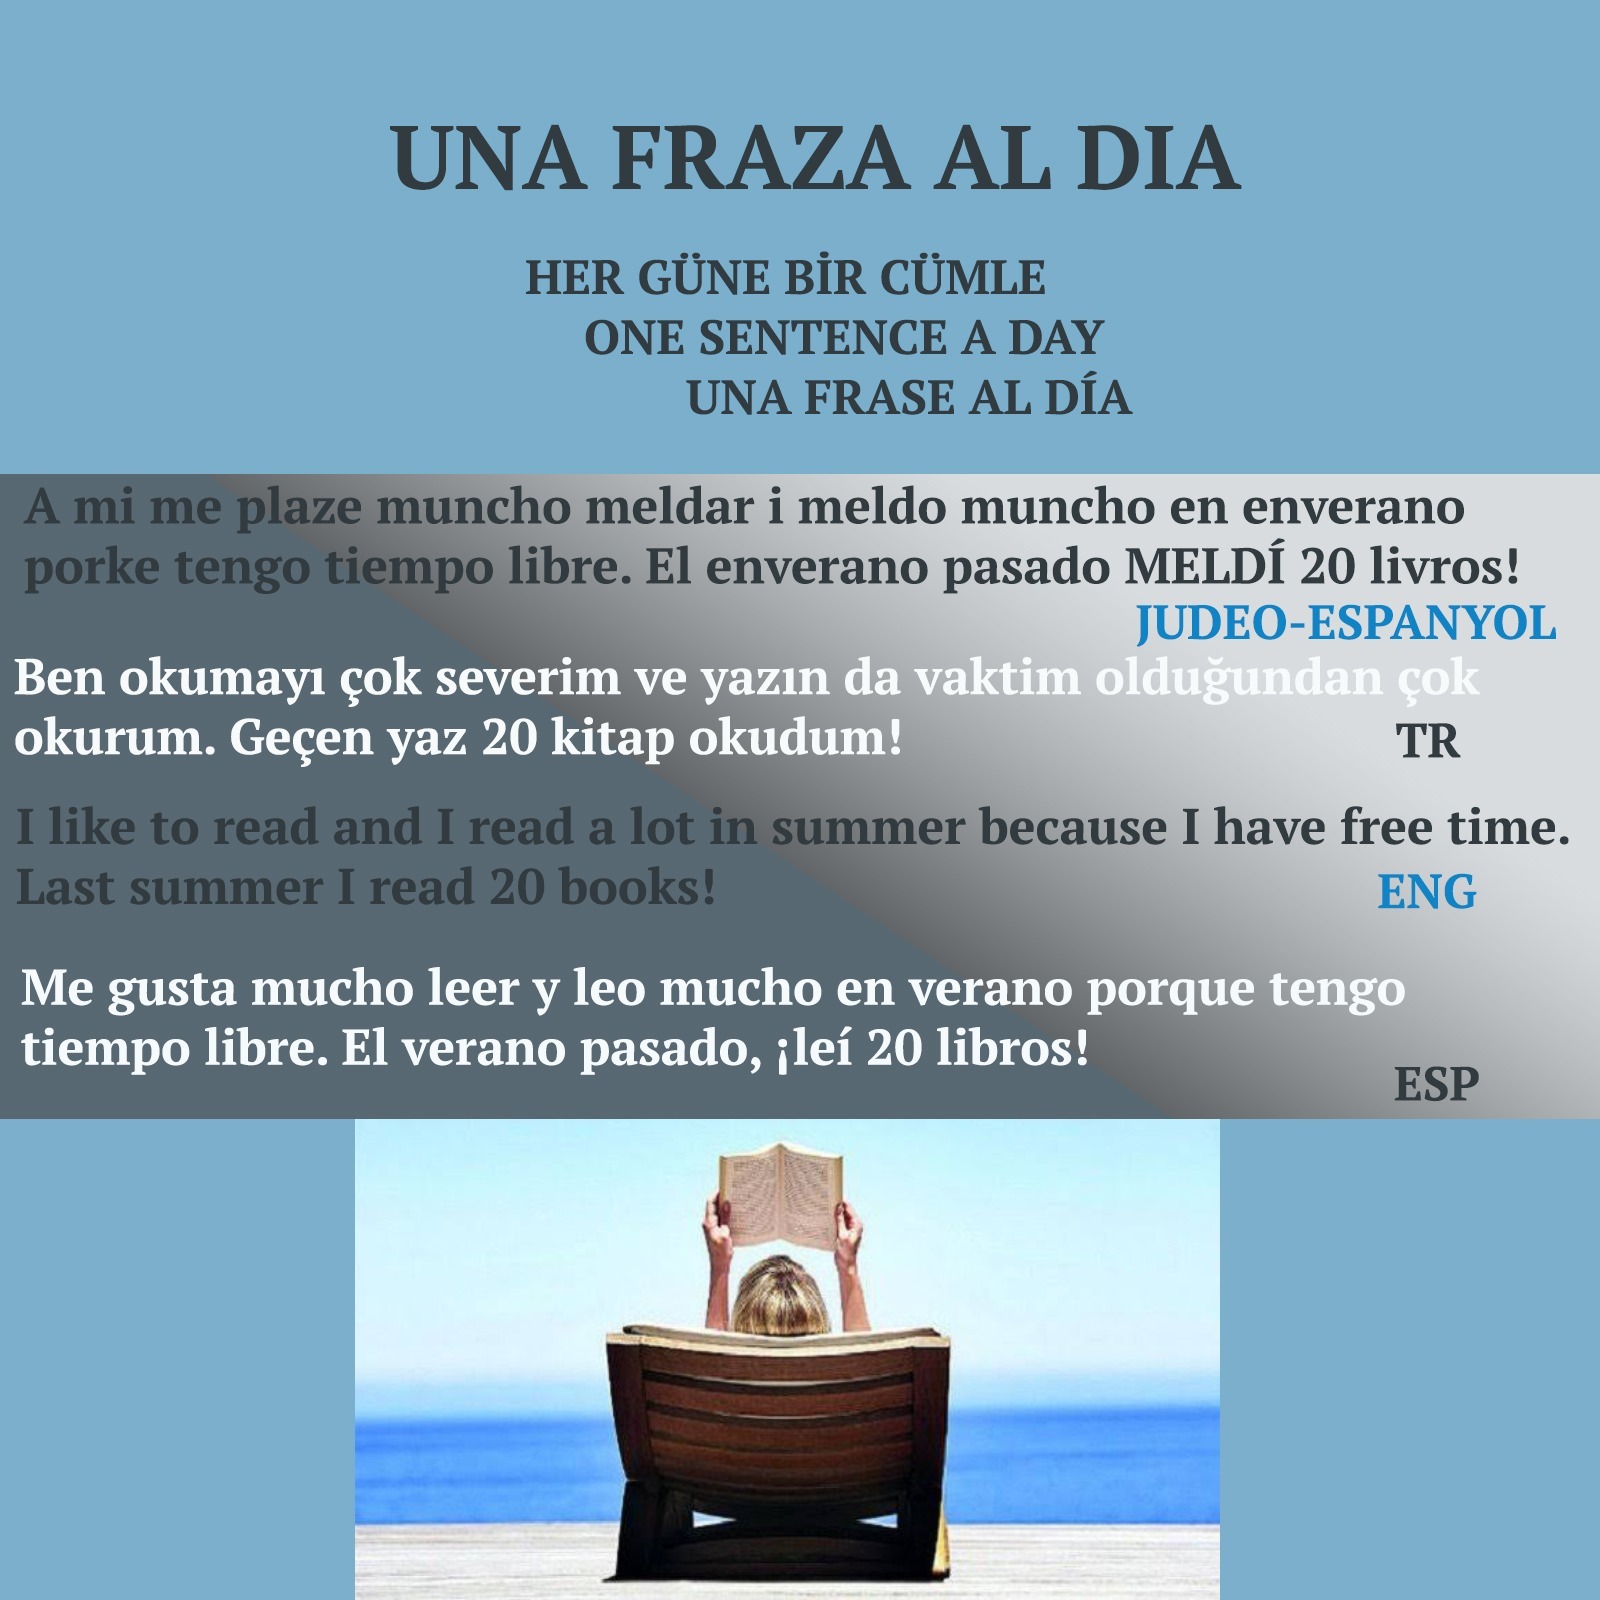 UNA FRAZA AL DIA
HER GÜNE BİR CÜMLE
ONE SENTENCE A DAY
UNA FRASE AL DÍA
A mi me plaze muncho meldar i meldo muncho en enverano
porke tengo tiempo libre. El enverano pasado MELDÍ 20 livros!
JUDEO-ESPANYOL
Ben okumayı çok severim ve yazın da vaktim olduğundan çok
okurum. Geçen yaz 20 kitap okudum!
TR
I like to read and I read a lot in summer because I have free time.
Last summer I read 20 books!
ENG
Me gusta mucho leer y leo mucho en verano porque tengo
tiempo libre. El verano pasado, ¡leí 20 libros!
ESP